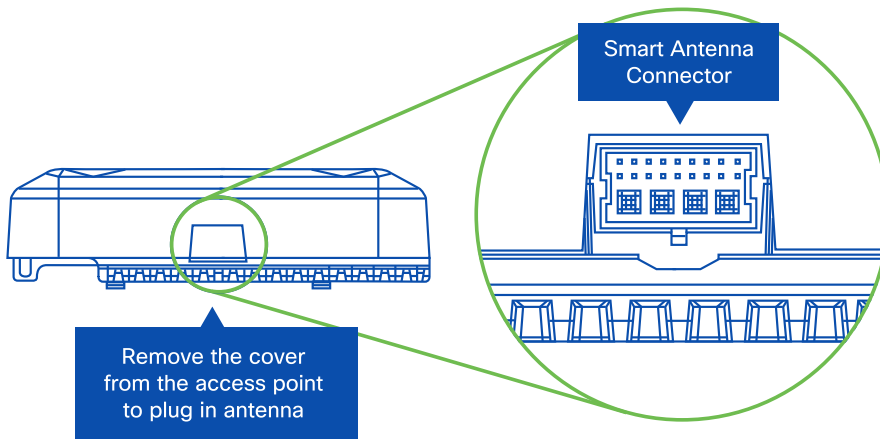 Smart Antenna
Connector
Remove the cover
from the access point
to plug in antenna